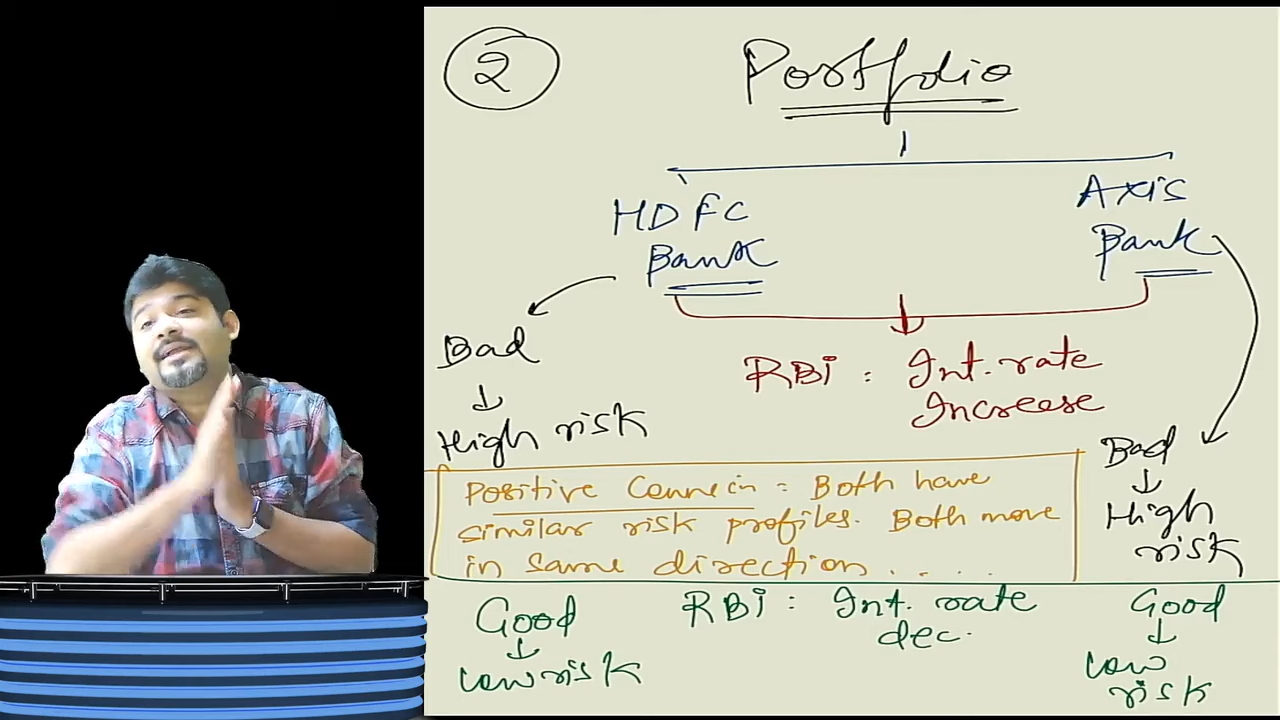 2
Portfolio
HDFC
Bank
Axis
Bank
RBI : Int. rate
Increase
Bad
High risk
Bad
High
risk
Positive Connecn : Both have
similar risk profiles. Both move
in same direction . . . .
RBI : Int. rate
dec.
Good
Low risk
Good
Low
risk